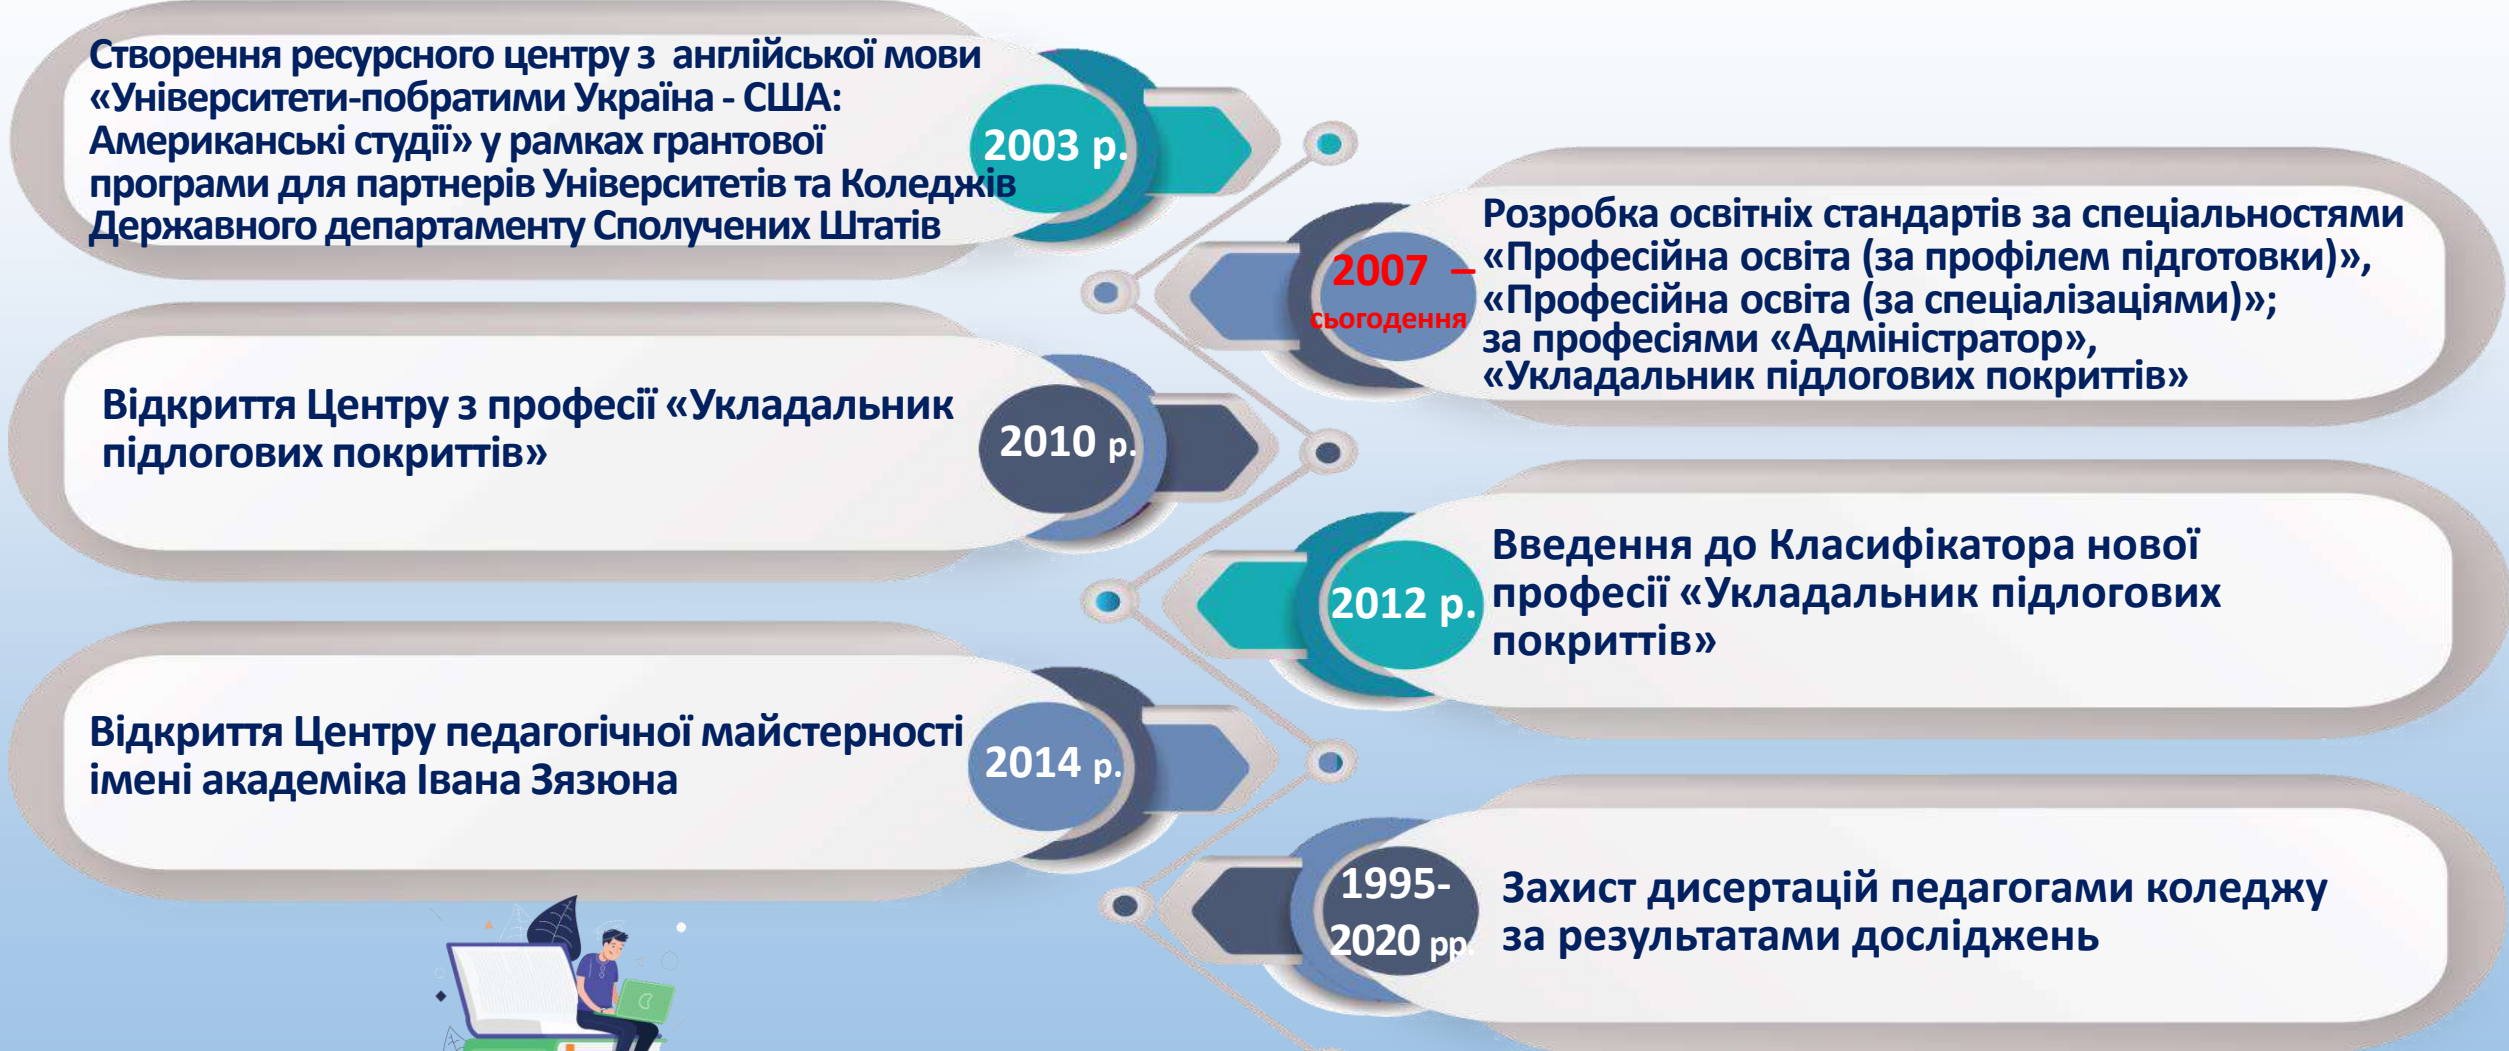 Створення ресурсного центру з англійської мови
«Університети-побратими Україна - США:
Американські студії» у рамках грантової
програми для партнерів Університетів та Коледжів
Державного департаменту Сполучених Штатів
2003 р.
2007 –
сьогодення
Розробка освітніх стандартів за спеціальностями
«Професійна освіта (за профілем підготовки)»,
«Професійна освіта (за спеціалізаціями)»;
за професіями «Адміністратор»,
«Укладальник підлогових покриттів»
Відкриття Центру з професії «Укладальник
підлогових покриттів»
2010 р.
2012 р.
Введення до Класифікатора нової
професії «Укладальник підлогових
покриттів»
Відкриття Центру педагогічної майстерності
імені академіка Івана Зязюна
2014 р.
1995-
2020 рр.
Захист дисертацій педагогами коледжу
за результатами досліджень